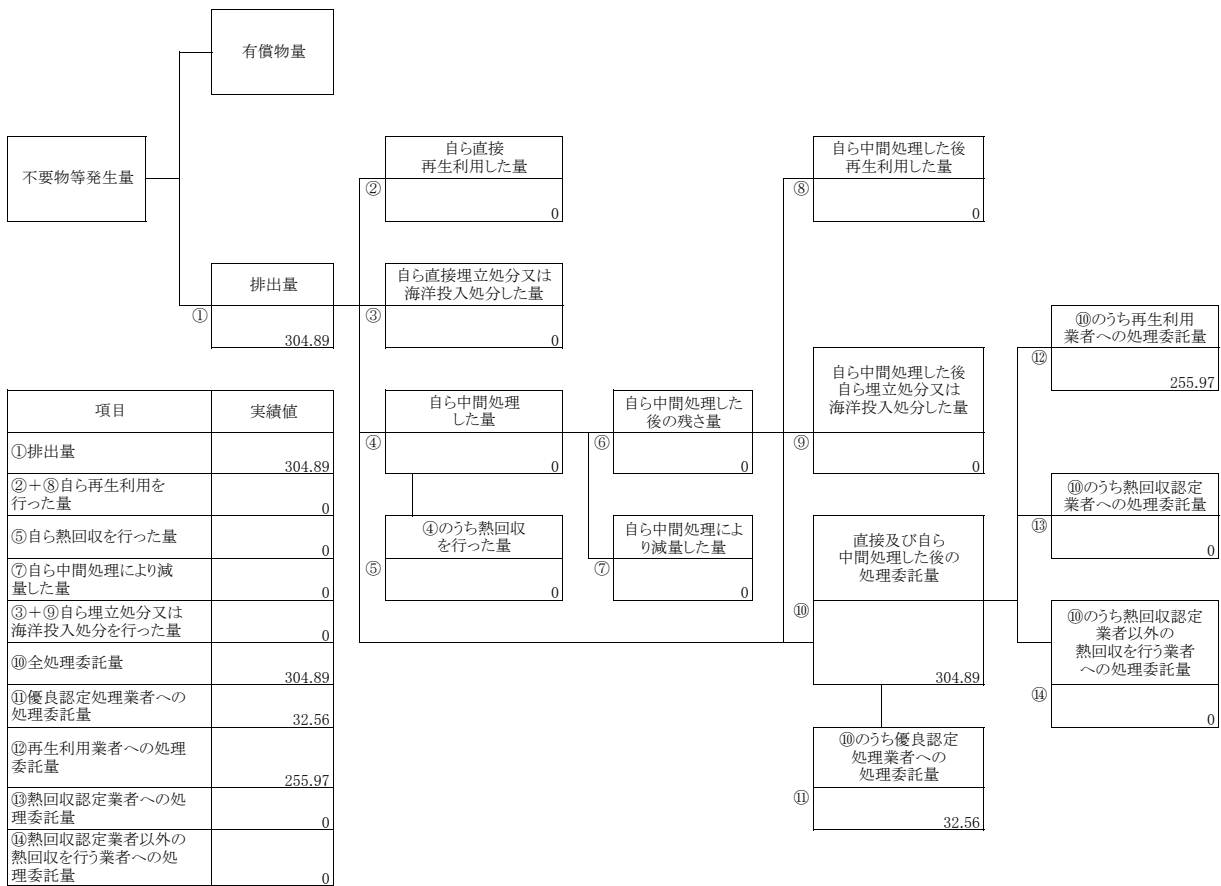 有償物量
不要物等発生量
排出量
①
304.89
自ら直接
再生利用した量
②
0
自ら直接埋立処分又は
海洋投入処分した量
③
0
自ら中間処理
した量
④
0
④のうち熱回収
を行った量
⑤
0
自ら中間処理した
後の残さ量
⑥
0
自ら中間処理によ
り減量した量
⑦
0
自ら中間処理した後
再生利用した量
⑧
0
自ら中間処理した後
自ら埋立処分又は
海洋投入処分した量
⑨
0
直接及び自ら
中間処理した後の
処理委託量
⑩
304.89
⑩のうち優良認定
処理業者への
処理委託量
⑪
32.56
⑩のうち再生利用
業者への処理委託量
⑫
255.97
⑩のうち熱回収認定
業者への処理委託量
⑬
0
⑩のうち熱回収認定
業者以外の
熱回収を行う業者
への処理委託量
⑭
0
項目 実績値
①排出量
304.89
②+⑧自ら再生利用を
行った量
0
⑤自ら熱回収を行った量
0
⑦自ら中間処理により減
量した量
0
③+⑨自ら埋立処分又は
海洋投入処分を行った量
0
⑩全処理委託量
304.89
⑪優良認定処理業者への
処理委託量
32.56
⑫再生利用業者への処理
委託量
255.97
⑬熱回収認定業者への処
理委託量
0
⑭熱回収認定業者以外の
熱回収を行う業者への処
理委託量
0